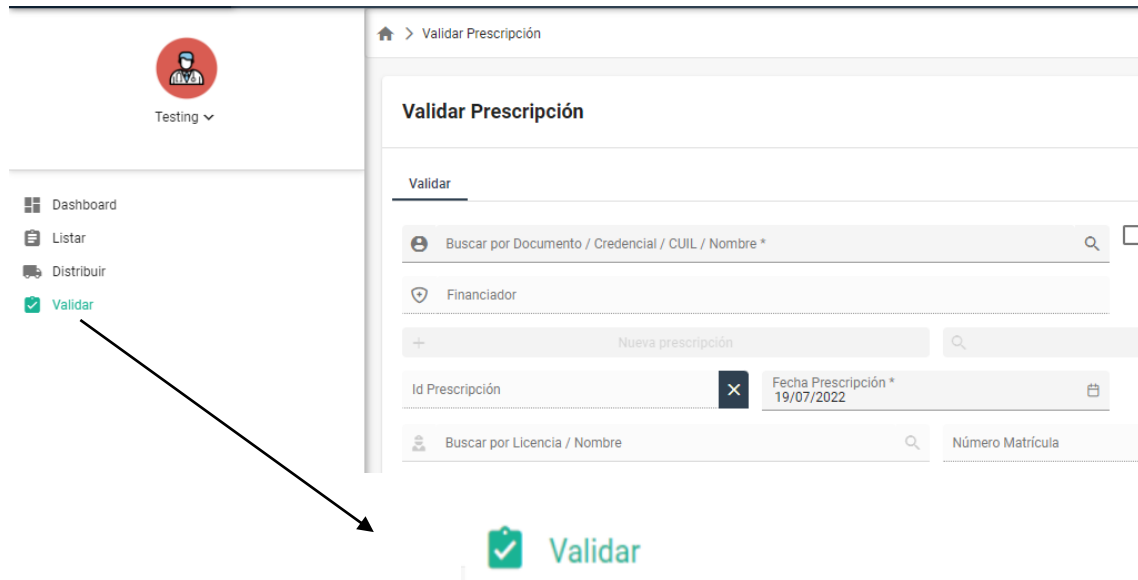 Validar Prescripción
Testing
Validar Prescripción
Dashboard
Listar
Distribuir
Validar
Validar
Buscar por Documento / Credencial / CUIL / Nombre *
Financiador
Nueva prescripción
Id Prescripción
Fecha Prescripción *
19/07/2022
Buscar por Licencia / Nombre
Número Matrícula
Validar